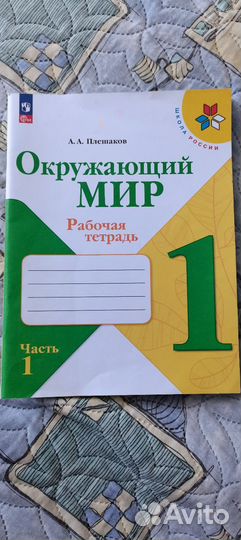 ШКОЛА РОССИИ
А. А. Плешаков
Окружающий
МИР
Рабочая
тетрадь
1
Часть
1
Avito